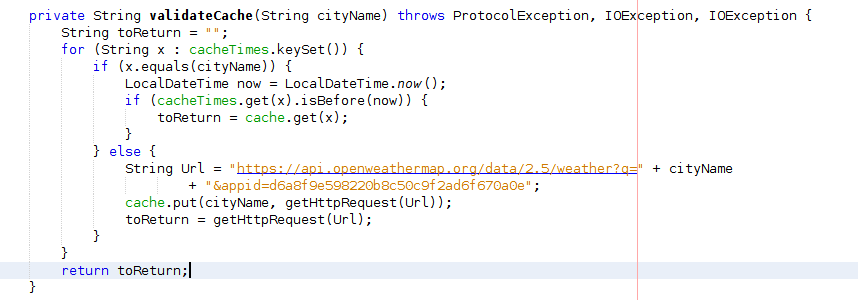 private String validateCache(String cityName) throws ProtocolException, IOException, IOException {
String toReturn = "";
for (String x : cacheTimes.keySet()) {
if (x.equals(cityName)) {
LocalDateTime now = LocalDateTime.now();
if (cacheTimes.get(x).isBefore(now)) {
toReturn = cache.get(x);
}
} else {
String Url = "https://api.openweathermap.org/data/2.5/weather?q=" + cityName
+ "&appid=d6a8f9e598220b8c50c9f2ad6f670a0e";
cache.put(cityName, getHttpRequest(Url));
toReturn = getHttpRequest(Url);
}
}
return toReturn;
}